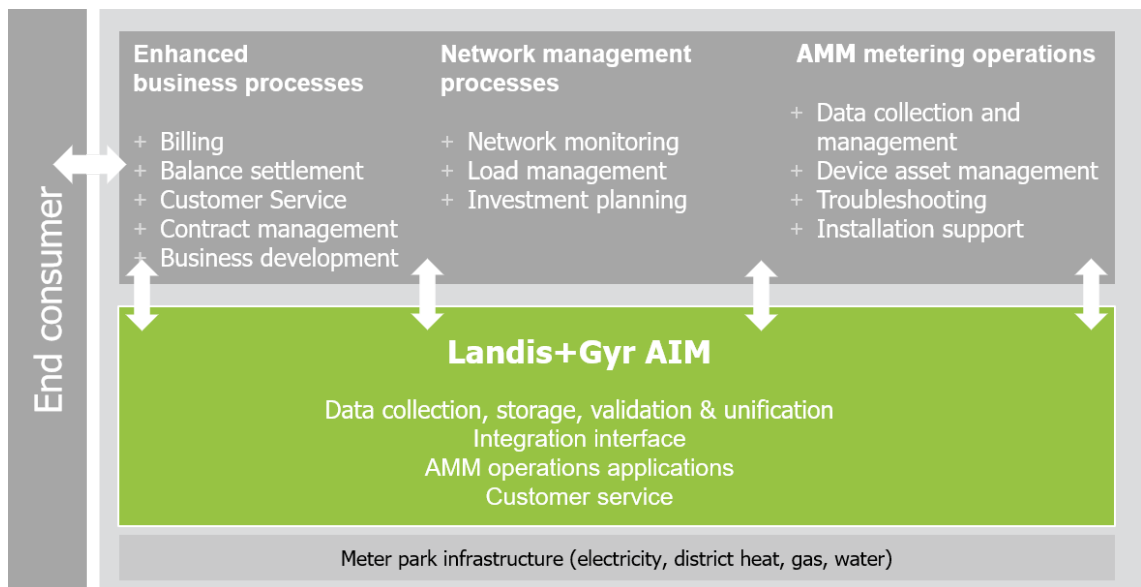 End consumer
Enhanced
business processes
+ Billing
+ Balance settlement
+ Customer Service
+ Contract management
+ Business development
Network management
processes
+ Network monitoring
+ Load management
+ Investment planning
AMM metering operations
+ Data collection and
management
+ Device asset management
+ Troubleshooting
+ Installation support
Landis+Gyr AIM
Data collection, storage, validation & unification
Integration interface
AMM operations applications
Customer service
Meter park infrastructure (electricity, district heat, gas, water)